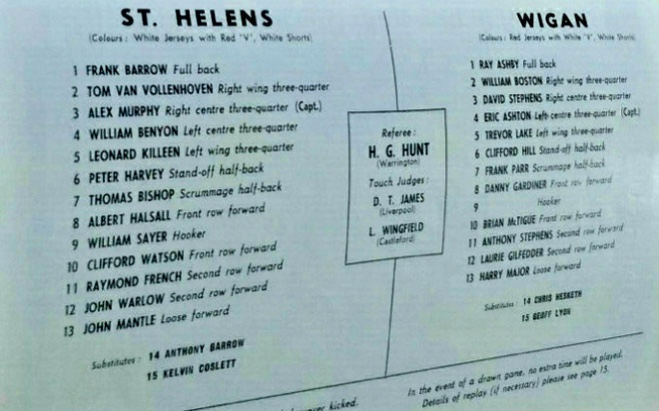 ST. HELENS
(Colours: White Jerseys with Red "V", White Shorts)
1 FRANK BARROW Full back
2 TOM VAN VOLLENHOVEN Right wing three-quarter
3 ALEX MURPHY Right centre three-quarter (Capt.)
4 WILLIAM BENYON Left centre three-quarter
5 LEONARD KILLEEN Left wing three-quarter
6 PETER HARVEY Stand-off half-back
7 THOMAS BISHOP Scrummage half-back
8 ALBERT HALSALL Front row forward
9 WILLIAM SAYER Hooker
10 CLIFFORD WATSON Front row forward
11 RAYMOND FRENCH Second row forward
12 JOHN WARLOW Second row forward
13 JOHN MANTLE Loose forward
Substitutes: 14 ANTHONY BARROW
15 KELVIN COSLETT
Referee:
H. G. HUNT
(Warrington)
Touch Judges:
D. T. JAMES
(Liverpool)
L. WINGFIELD
(Castleford)
WIGAN
(Colours: Red Jerseys with White "V", White Shorts)
1 RAY ASHBY Full back
2 WILLIAM BOSTON Right wing three-quarter
3 DAVID STEPHENS Right centre three-quarter
4 ERIC ASHTON Left centre three-quarter (Capt.)
5 TREVOR LAKE Left wing three-quarter
6 CLIFFORD HILL Stand-off half-back
7 FRANK PARR Scrummage half-back
8 DANNY GARDINER Front row forward
9 Hooker
10 BRIAN McTIGUE Front row forward
11 ANTHONY STEPHENS Second row forward
12 LAURIE GILFEDDER Second row forward
13 HARRY MAJOR Loose forward
Substitutes: 14 CHRIS HESKETH
15 GEOFF LYON
kicked.
In the event of a drawn game, no extra time will be played.
Details of replay (if necessary) please see page 15.